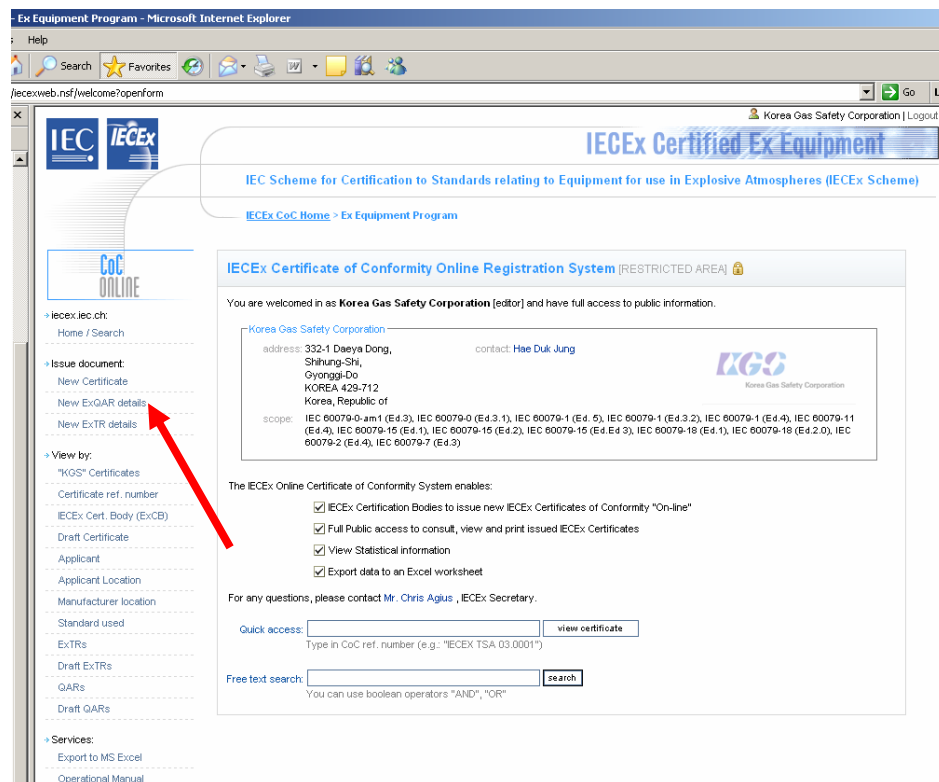 - Ex Equipment Program - Microsoft Internet Explorer
Help
Search Favorites
/iecexweb.nsf/welcome?openform Go
Korea Gas Safety Corporation | Logout
IEC IECEx
IECEx Certified Ex Equipment
IEC Scheme for Certification to Standards relating to Equipment for use in Explosive Atmospheres (IECEx Scheme)
IECEx CoC Home > Ex Equipment Program
CoC
ONLINE
iecex.iec.ch:
Home / Search
Issue document:
New Certificate
New ExQAR details
New ExTR details
View by:
"KGS" Certificates
Certificate ref. number
IECEx Cert. Body (ExCB)
Draft Certificate
Applicant
Applicant Location
Manufacturer location
Standard used
ExTRs
Draft ExTRs
QARs
Draft QARs
Services:
Export to MS Excel
Operational Manual
IECEx Certificate of Conformity Online Registration System [RESTRICTED AREA]
You are welcomed in as Korea Gas Safety Corporation [editor] and have full access to public information.
Korea Gas Safety Corporation
address: 332-1 Daeya Dong, contact: Hae Duk Jung
Shihung-Shi,
Gyonggi-Do
KOREA 429-712
Korea, Republic of
KGS
Korea Gas Safety Corporation
scope: IEC 60079-0-am1 (Ed.3), IEC 60079-0 (Ed.3.1), IEC 60079-1 (Ed. 5), IEC 60079-1 (Ed.3.2), IEC 60079-1 (Ed.4), IEC 60079-11
(Ed.4), IEC 60079-15 (Ed.1), IEC 60079-15 (Ed.2), IEC 60079-15 (Ed.Ed 3), IEC 60079-18 (Ed.1), IEC 60079-18 (Ed.2.0), IEC
60079-2 (Ed.4), IEC 60079-7 (Ed.3)
The IECEx Online Certificate of Conformity System enables:
IECEx Certification Bodies to issue new IECEx Certificates of Conformity "On-line"
Full Public access to consult, view and print issued IECEx Certificates
View Statistical information
Export data to an Excel worksheet
For any questions, please contact Mr. Chris Agius , IECEx Secretary.
Quick access: view certificate
Type in CoC ref. number (e.g.: "IECEX TSA 03.0001")
Free text search: search
You can use boolean operators "AND", "OR"